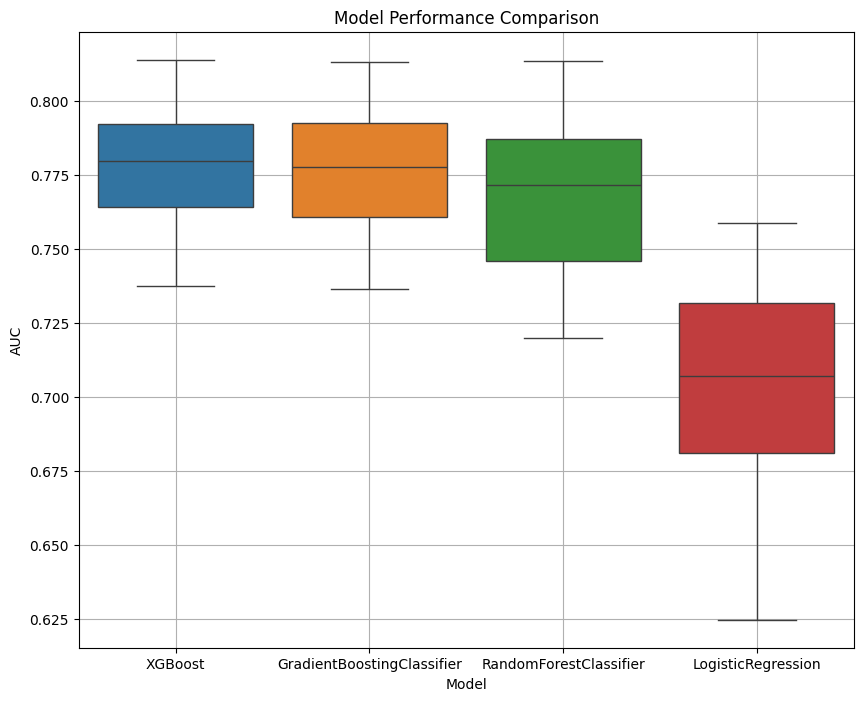 Model Performance Comparison
AUC
0.800
0.775
0.750
0.725
0.700
0.675
0.650
0.625
XGBoost GradientBoostingClassifier RandomForestClassifier LogisticRegression
Model